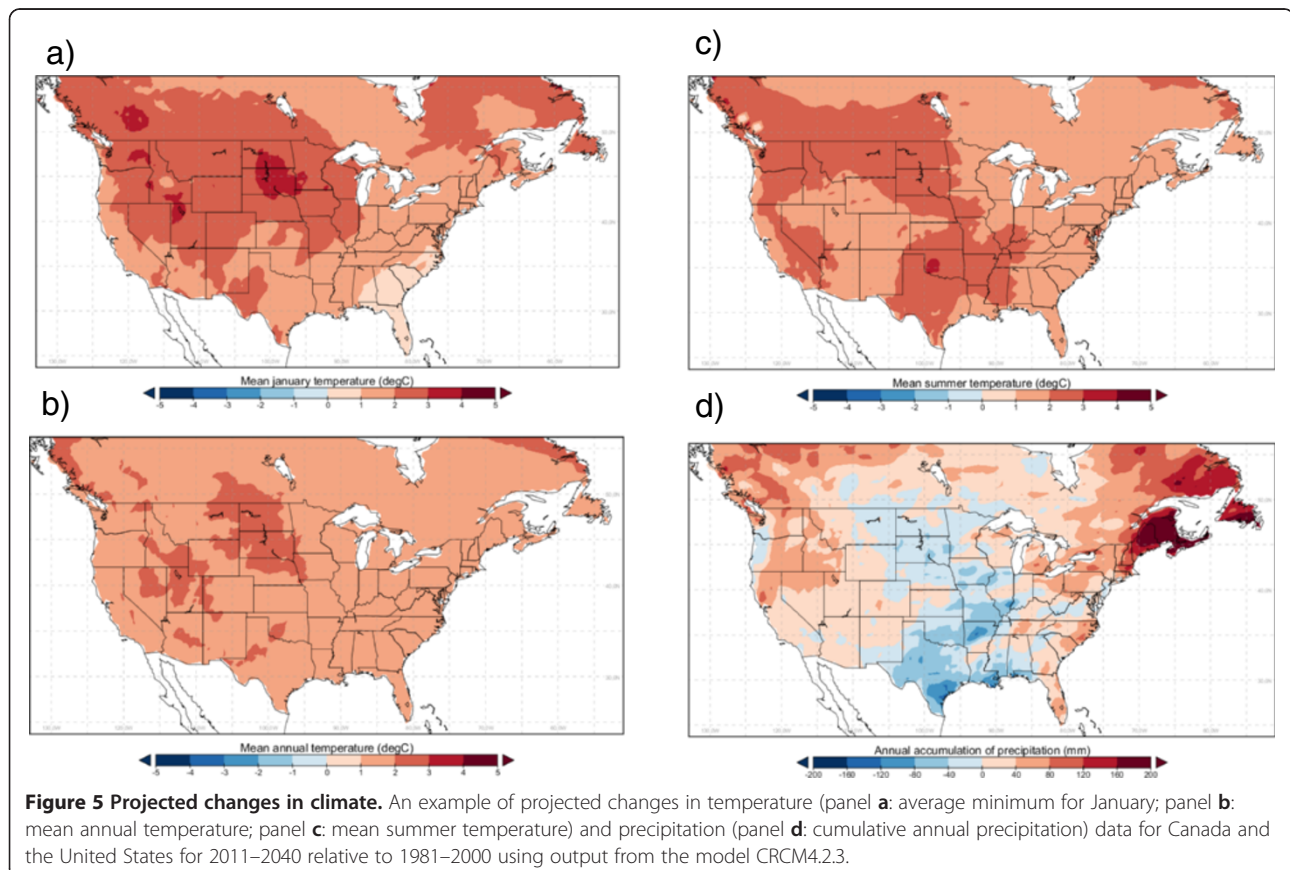 a)
c)
Mean january temperature (degC)
-5 -4 -3 -2 -1 0 1 2 3 4 5
Mean summer temperature (degC)
-5 -4 -3 -2 -1 0 1 2 3 4 5
b)
d)
Mean annual temperature (degC)
-5 -4 -3 -2 -1 0 1 2 3 4 5
Annual accumulation of precipitation (mm)
-200 -160 -120 -80 -40 0 40 80 120 160 200
Figure 5 Projected changes in climate. An example of projected changes in temperature (panel a: average minimum for January; panel b:
mean annual temperature; panel c: mean summer temperature) and precipitation (panel d: cumulative annual precipitation) data for Canada and
the United States for 2011–2040 relative to 1981–2000 using output from the model CRCM4.2.3.